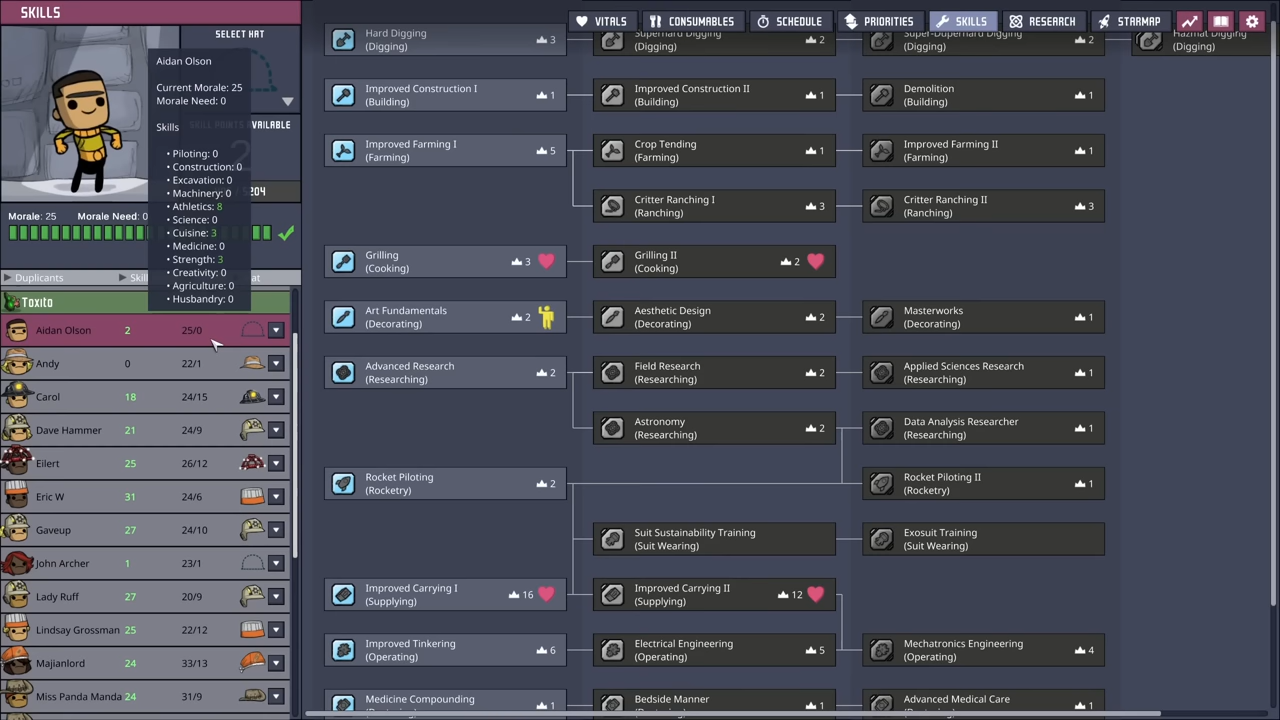 SKILLS
VITALS
CONSUMABLES
SCHEDULE
PRIORITIES
SKILLS
RESEARCH
STARMAP
SELECT HAT
Aidan Olson
Current Morale: 25
Morale Need: 0
Skills
• Piloting: 0
• Construction: 0
• Excavation: 0
• Machinery: 0
• Athletics: 8
• Science: 0
• Cuisine: 3
• Medicine: 0
• Strength: 3
• Creativity: 0
• Agriculture: 0
• Husbandry: 0
SKILL POINTS AVAILABLE
2
Morale: 25
Morale Need: 0
Duplicants
Toxito
Aidan Olson 2 25/0
Andy 0 22/1
Carol 18 24/15
Dave Hammer 21 24/9
Eilert 25 26/12
Eric W 31 24/6
Gaveup 27 24/10
John Archer 1 23/1
Lady Ruff 27 20/9
Lindsay Grossman 25 22/12
Majianlord 24 33/13
Miss Panda Manda 24 31/9
Hard Digging
(Digging)
3
Superhard Digging
(Digging)
2
Super-Duperhard Digging
(Digging)
2
Hazmat Digging
(Digging)
Improved Construction I
(Building)
1
Improved Construction II
(Building)
1
Demolition
(Building)
1
Improved Farming I
(Farming)
5
Crop Tending
(Farming)
1
Improved Farming II
(Farming)
1
Critter Ranching I
(Ranching)
3
Critter Ranching II
(Ranching)
3
Grilling
(Cooking)
3
Grilling II
(Cooking)
2
Art Fundamentals
(Decorating)
2
Aesthetic Design
(Decorating)
2
Masterworks
(Decorating)
1
Advanced Research
(Researching)
2
Field Research
(Researching)
2
Applied Sciences Research
(Researching)
1
Astronomy
(Researching)
2
Data Analysis Researcher
(Researching)
1
Rocket Piloting
(Rocketry)
2
Rocket Piloting II
(Rocketry)
1
Suit Sustainability Training
(Suit Wearing)
Exosuit Training
(Suit Wearing)
Improved Carrying I
(Supplying)
16
Improved Carrying II
(Supplying)
12
Improved Tinkering
(Operating)
6
Electrical Engineering
(Operating)
5
Mechatronics Engineering
(Operating)
4
Medicine Compounding
1
Bedside Manner
1
Advanced Medical Care
1